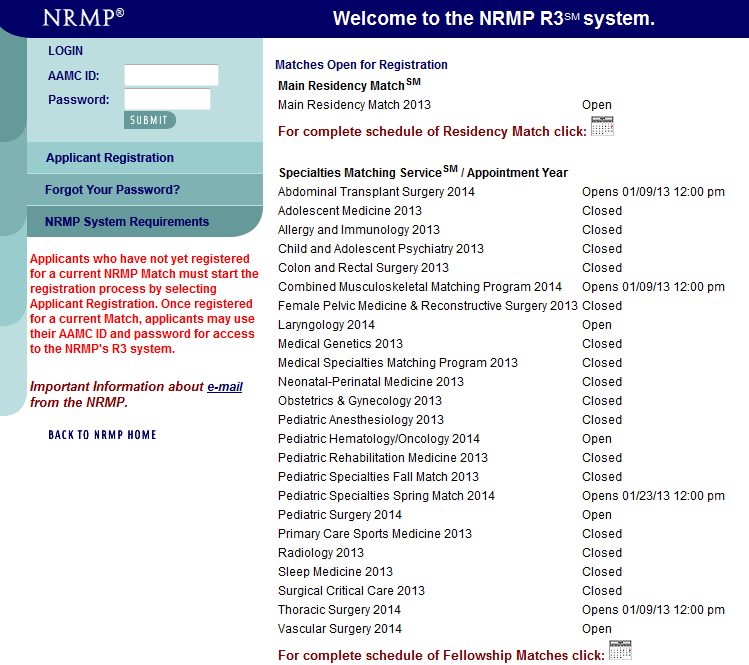 NRMP®
Welcome to the NRMP R3SM system.
LOGIN
AAMC ID:
Password:
SUBMIT
Applicant Registration
Forgot Your Password?
NRMP System Requirements
Applicants who have not yet registered
for a current NRMP Match must start the
registration process by selecting
Applicant Registration. Once registered
for a current Match, applicants may use
their AAMC ID and password for access
to the NRMP's R3 system.
Important Information about e-mail
from the NRMP.
BACK TO NRMP HOME
Matches Open for Registration
Main Residency MatchSM
Main Residency Match 2013 Open
For complete schedule of Residency Match click:
Specialties Matching ServiceSM / Appointment Year
Abdominal Transplant Surgery 2014 Opens 01/09/13 12:00 pm
Adolescent Medicine 2013 Closed
Allergy and Immunology 2013 Closed
Child and Adolescent Psychiatry 2013 Closed
Colon and Rectal Surgery 2013 Closed
Combined Musculoskeletal Matching Program 2014 Opens 01/09/13 12:00 pm
Female Pelvic Medicine & Reconstructive Surgery 2013 Closed
Laryngology 2014 Open
Medical Genetics 2013 Closed
Medical Specialties Matching Program 2013 Closed
Neonatal-Perinatal Medicine 2013 Closed
Obstetrics & Gynecology 2013 Closed
Pediatric Anesthesiology 2013 Closed
Pediatric Hematology/Oncology 2014 Open
Pediatric Rehabilitation Medicine 2013 Closed
Pediatric Specialties Fall Match 2013 Closed
Pediatric Specialties Spring Match 2014 Opens 01/23/13 12:00 pm
Pediatric Surgery 2014 Open
Primary Care Sports Medicine 2013 Closed
Radiology 2013 Closed
Sleep Medicine 2013 Closed
Surgical Critical Care 2013 Closed
Thoracic Surgery 2014 Opens 01/09/13 12:00 pm
Vascular Surgery 2014 Open
For complete schedule of Fellowship Matches click: